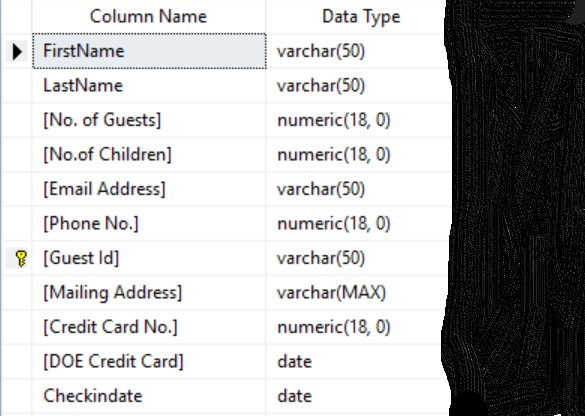 Column Name Data Type
FirstName varchar(50)
LastName varchar(50)
[No. of Guests] numeric(18, 0)
[No.of Children] numeric(18, 0)
[Email Address] varchar(50)
[Phone No.] numeric(18, 0)
[Guest Id] varchar(50)
[Mailing Address] varchar(MAX)
[Credit Card No.] numeric(18, 0)
[DOE Credit Card] date
Checkindate date